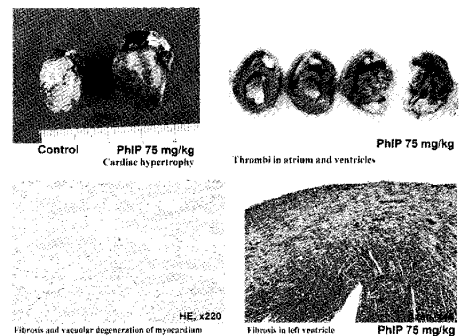 Control PhIP 75 mg/kg
Cardiac hypertrophy
PhIP 75 mg/kg
Thrombi in atrium and ventricles
HE, x220
Fibrosis and vacuolar degeneration of myocardium
Fibrosis in left ventricle PhIP 75 mg/kg